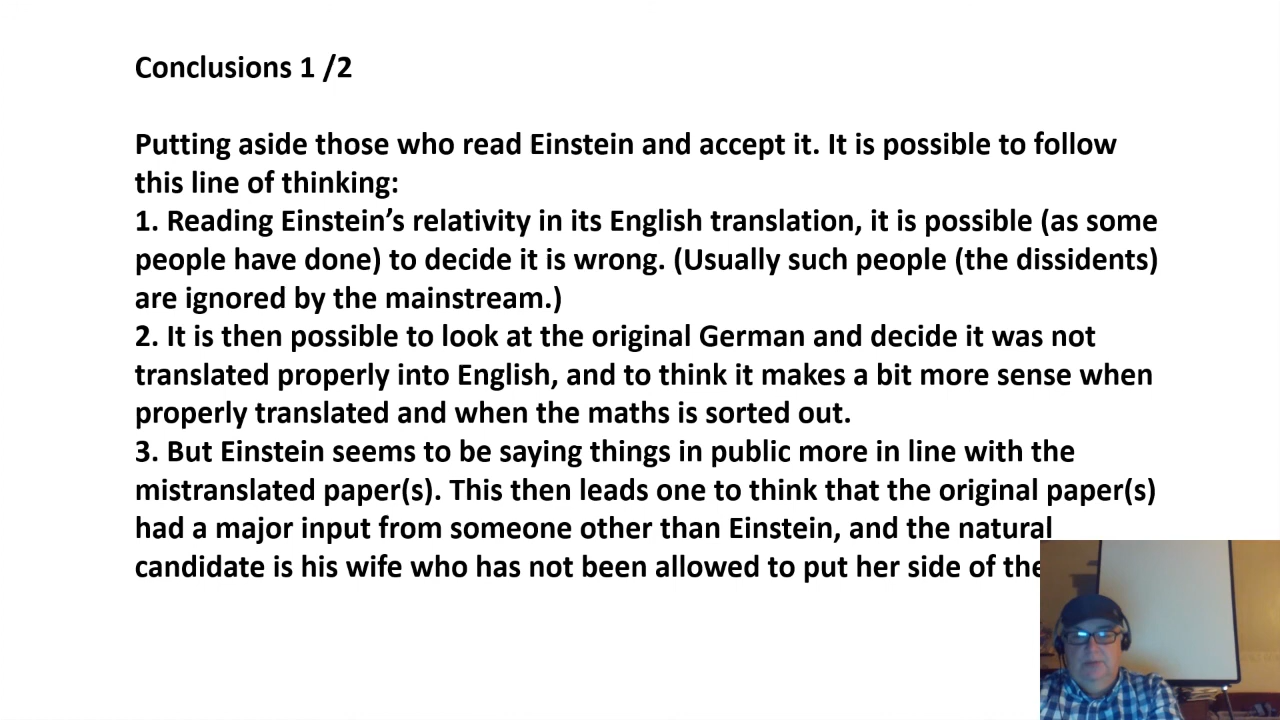 Conclusions 1 /2
Putting aside those who read Einstein and accept it. It is possible to follow
this line of thinking:
1. Reading Einstein’s relativity in its English translation, it is possible (as some
people have done) to decide it is wrong. (Usually such people (the dissidents)
are ignored by the mainstream.)
2. It is then possible to look at the original German and decide it was not
translated properly into English, and to think it makes a bit more sense when
properly translated and when the maths is sorted out.
3. But Einstein seems to be saying things in public more in line with the
mistranslated paper(s). This then leads one to think that the original paper(s)
had a major input from someone other than Einstein, and the natural
candidate is his wife who has not been allowed to put her side of the